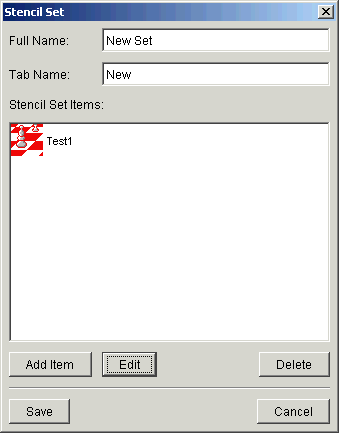 Stencil Set
Full Name: New Set
Tab Name: New
Stencil Set Items:
Test1
Add Item Edit Delete
Save Cancel